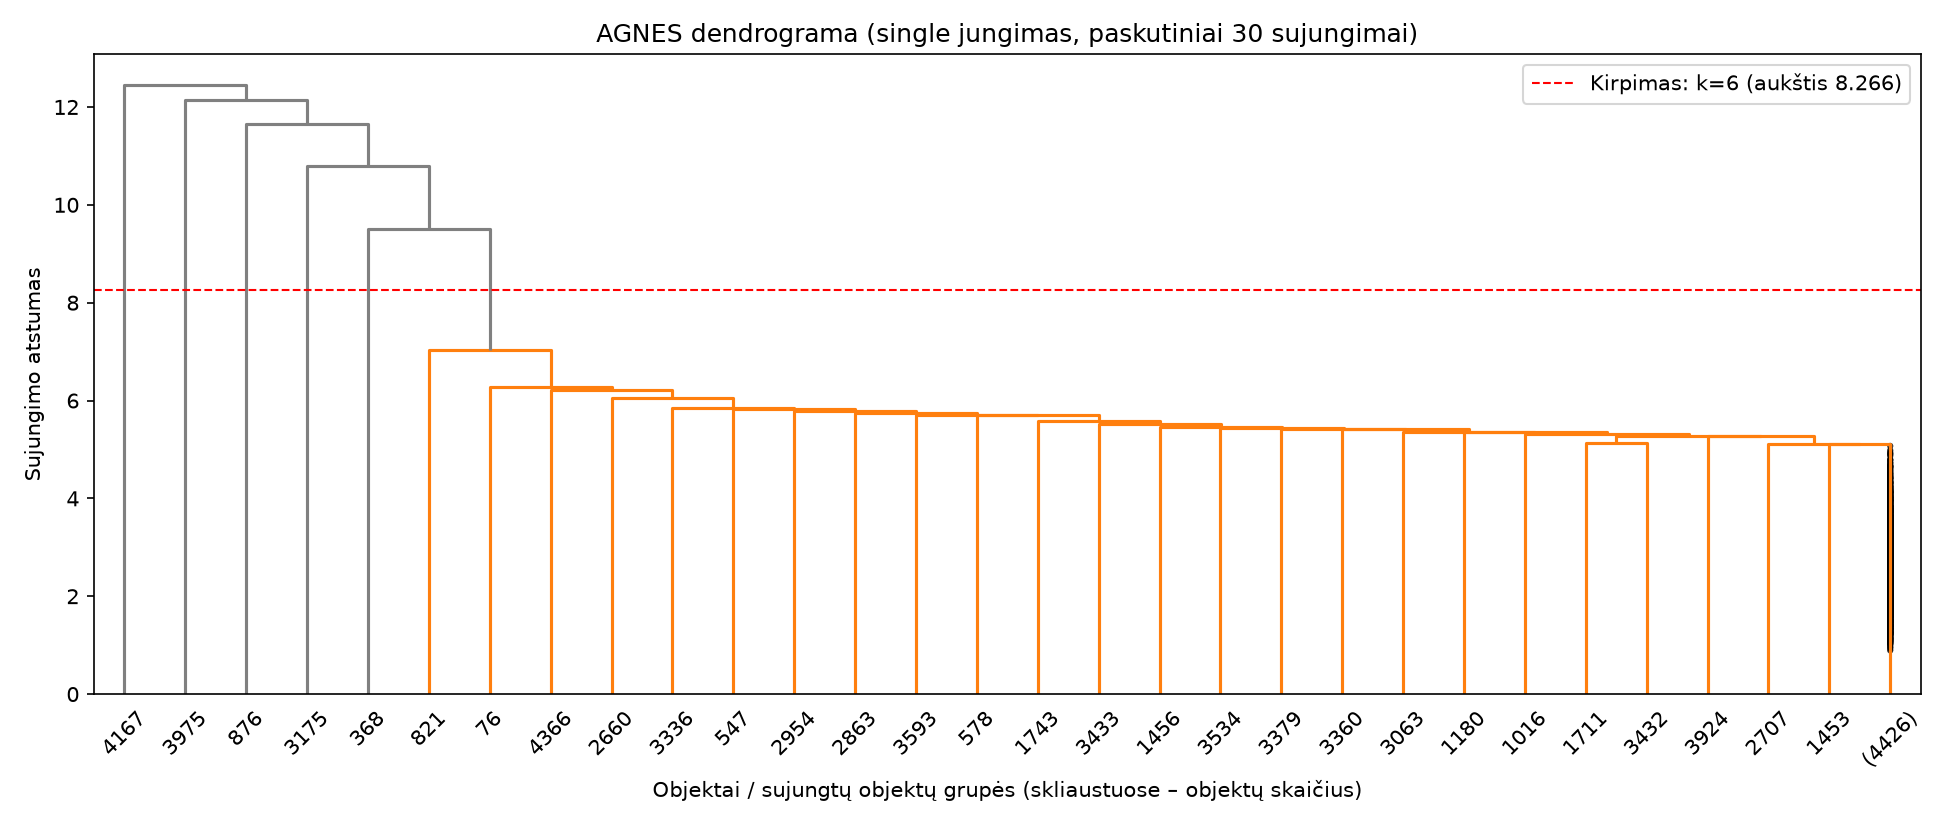 AGNES dendrograma (single jungimas, paskutiniai 30 sujungimai)
Kirpimas: k=6 (aukštis 8.266)
Sujungimo atstumas
12
10
8
6
4
2
0
4167 3975 876 3175 368 821 76 4366 2660 3336 547 2954 2863 3593 578 1743 3433 1456 3534 3379 3360 3063 1180 1016 1711 3432 3924 2707 1453 (4426)
Objektai / sujungtų objektų grupės (skliaustuose – objektų skaičius)